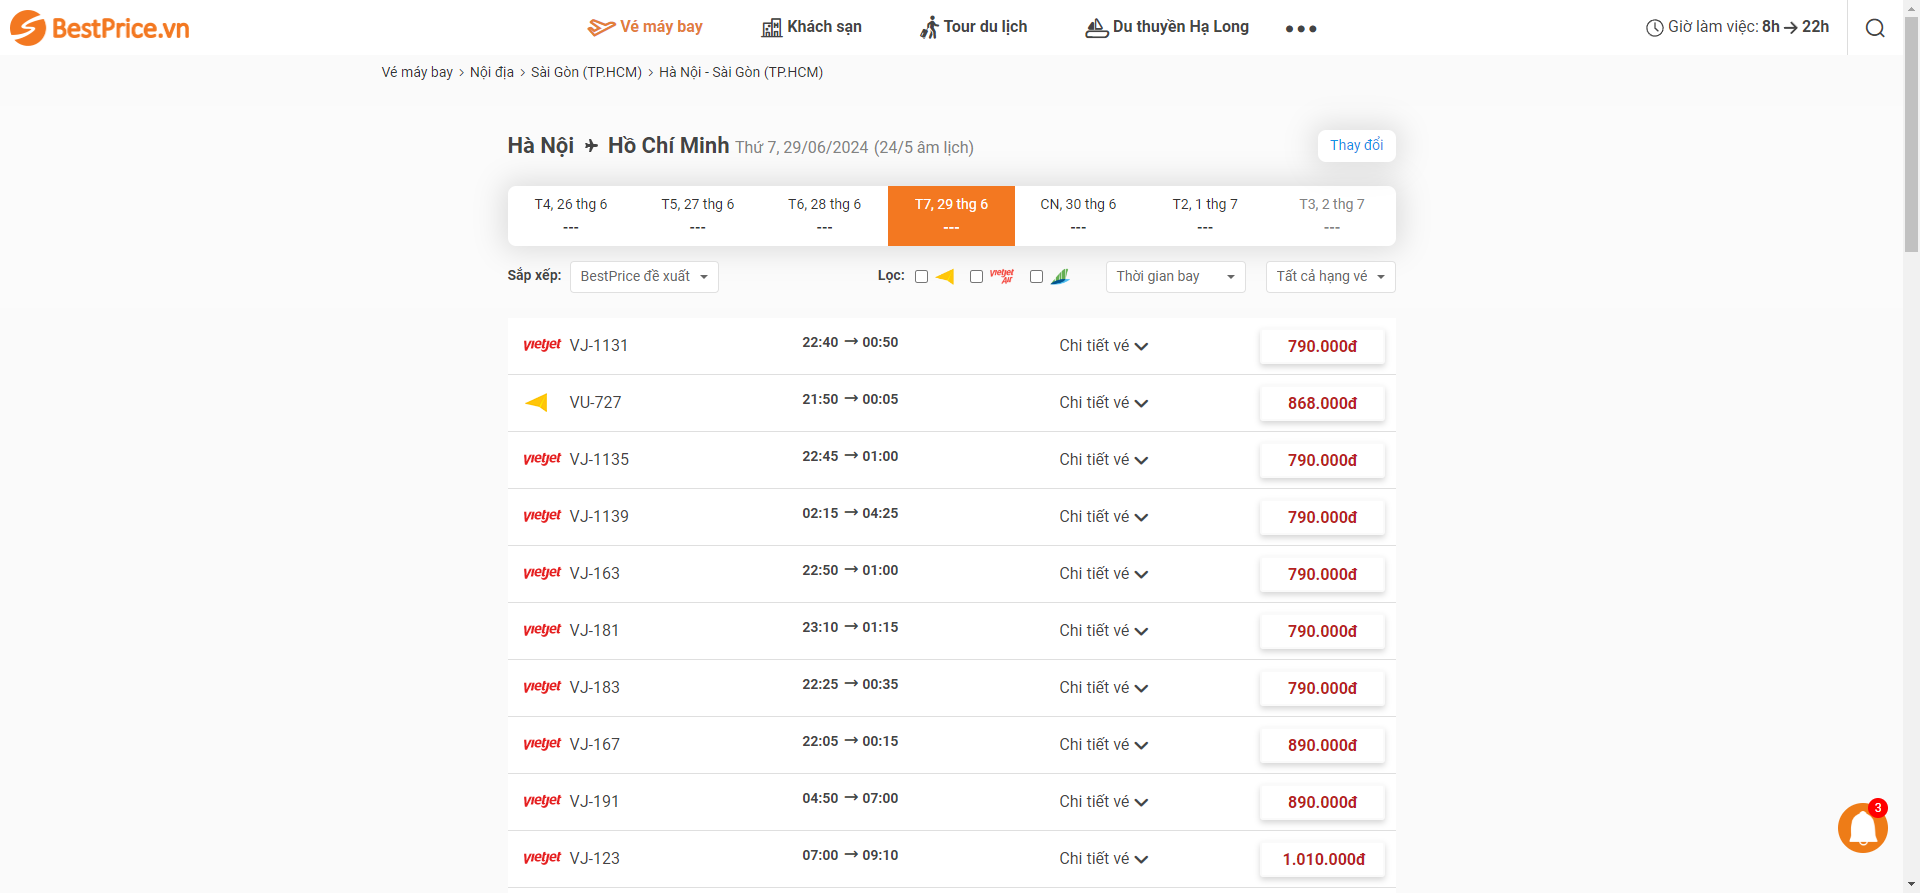 BestPrice.vn
Vé máy bay Khách sạn Tour du lịch Du thuyền Hạ Long Giờ làm việc: 8h → 22h
Vé máy bay > Nội địa > Sài Gòn (TP.HCM) > Hà Nội - Sài Gòn (TP.HCM)
Hà Nội Hồ Chí Minh Thứ 7, 29/06/2024 (24/5 âm lịch) Thay đổi
T4, 26 thg 6 T5, 27 thg 6 T6, 28 thg 6 T7, 29 thg 6 CN, 30 thg 6 T2, 1 thg 7 T3, 2 thg 7
--- --- --- --- --- --- ---
Sắp xếp: BestPrice đề xuất Lọc: vietjet Air Thời gian bay Tất cả hạng vé
vietjet VJ-1131 22:40 → 00:50 Chi tiết vé 790.000đ
VU-727 21:50 → 00:05 Chi tiết vé 868.000đ
vietjet VJ-1135 22:45 → 01:00 Chi tiết vé 790.000đ
vietjet VJ-1139 02:15 → 04:25 Chi tiết vé 790.000đ
vietjet VJ-163 22:50 → 01:00 Chi tiết vé 790.000đ
vietjet VJ-181 23:10 → 01:15 Chi tiết vé 790.000đ
vietjet VJ-183 22:25 → 00:35 Chi tiết vé 790.000đ
vietjet VJ-167 22:05 → 00:15 Chi tiết vé 890.000đ
vietjet VJ-191 04:50 → 07:00 Chi tiết vé 890.000đ
3
vietjet VJ-123 07:00 → 09:10 Chi tiết vé 1.010.000đ